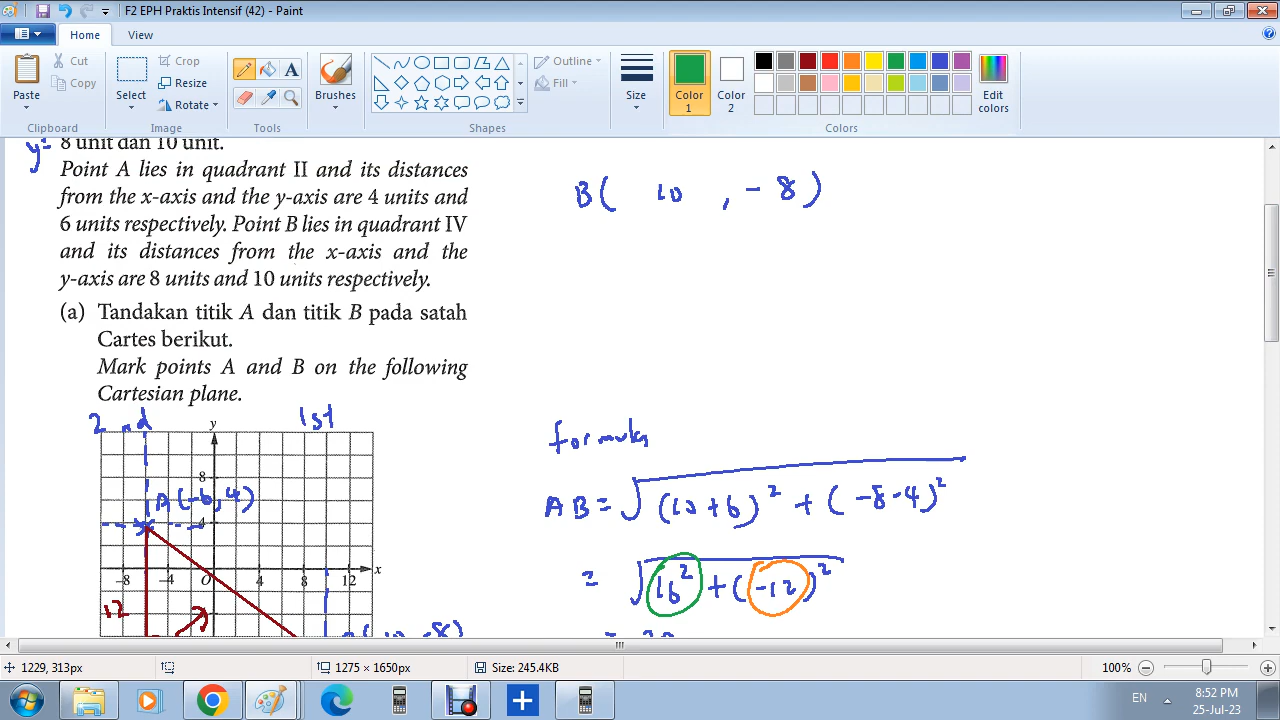 F2 EPH Praktis Intensif (42) - Paint
Home View
Paste
Cut
Copy
Clipboard
Select
Crop
Resize
Rotate
Image
A
Tools
Brushes
Shapes
Outline
Fill
Size
Color 1
Color 2
Edit colors
Colors
y=
8 unit dan 10 unit.
Point A lies in quadrant II and its distances
from the x-axis and the y-axis are 4 units and
6 units respectively. Point B lies in quadrant IV
and its distances from the x-axis and the
y-axis are 8 units and 10 units respectively.
(a) Tandakan titik A dan titik B pada satah
Cartes berikut.
Mark points A and B on the following
Cartesian plane.
2nd 1st
y
8
A(-6,4)
4
-8 -4 O 4 8 12 x
12
B( 10 , -8)
formula
AB = √(10+6)² + (-8-4)²
= √16² + (-12)²
= 20
1229, 313px
1275 × 1650px
Size: 245.4KB
100%
EN
8:52 PM
25-Jul-23